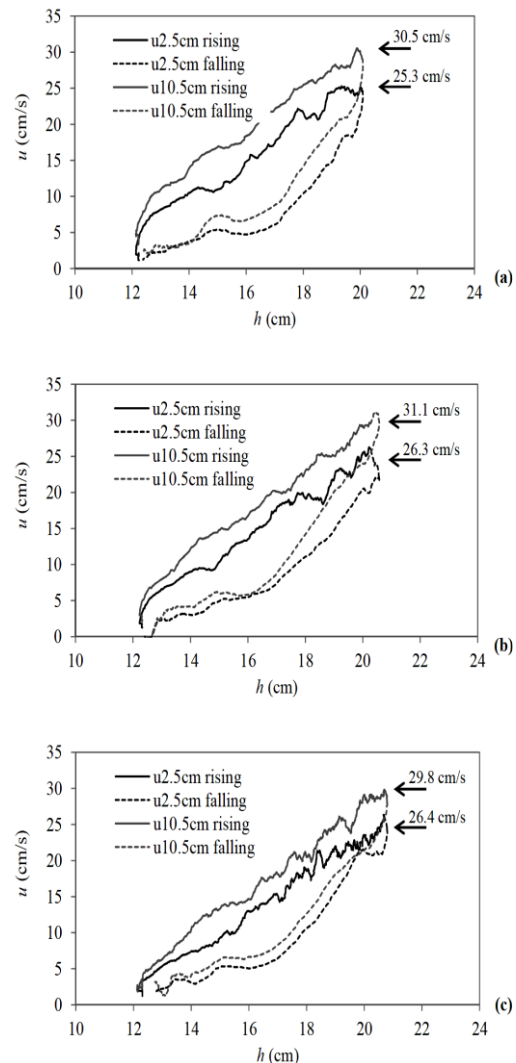 35
30
25
20
15
10
5
0
u (cm/s)
u2.5cm rising
u2.5cm falling
u10.5cm rising
u10.5cm falling
30.5 cm/s
25.3 cm/s
10 12 14 16 18 20 22 24
h (cm)
(a)
35
30
25
20
15
10
5
0
u (cm/s)
u2.5cm rising
u2.5cm falling
u10.5cm rising
u10.5cm falling
31.1 cm/s
26.3 cm/s
10 12 14 16 18 20 22 24
h (cm)
(b)
35
30
25
20
15
10
5
0
u (cm/s)
u2.5cm rising
u2.5cm falling
u10.5cm rising
u10.5cm falling
29.8 cm/s
26.4 cm/s
10 12 14 16 18 20 22 24
h (cm)
(c)